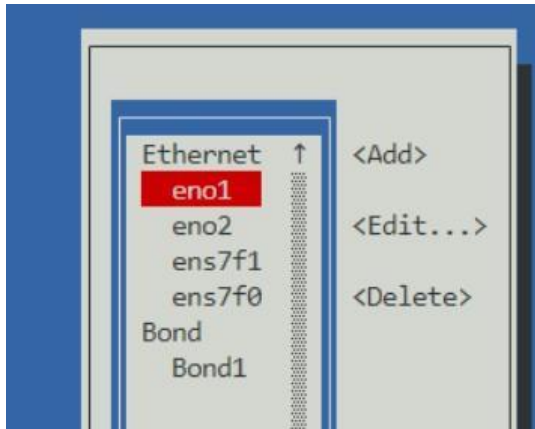 Ethernet ↑ <Add>
eno1
eno2 <Edit...>
ens7f1
ens7f0 <Delete>
Bond
Bond1